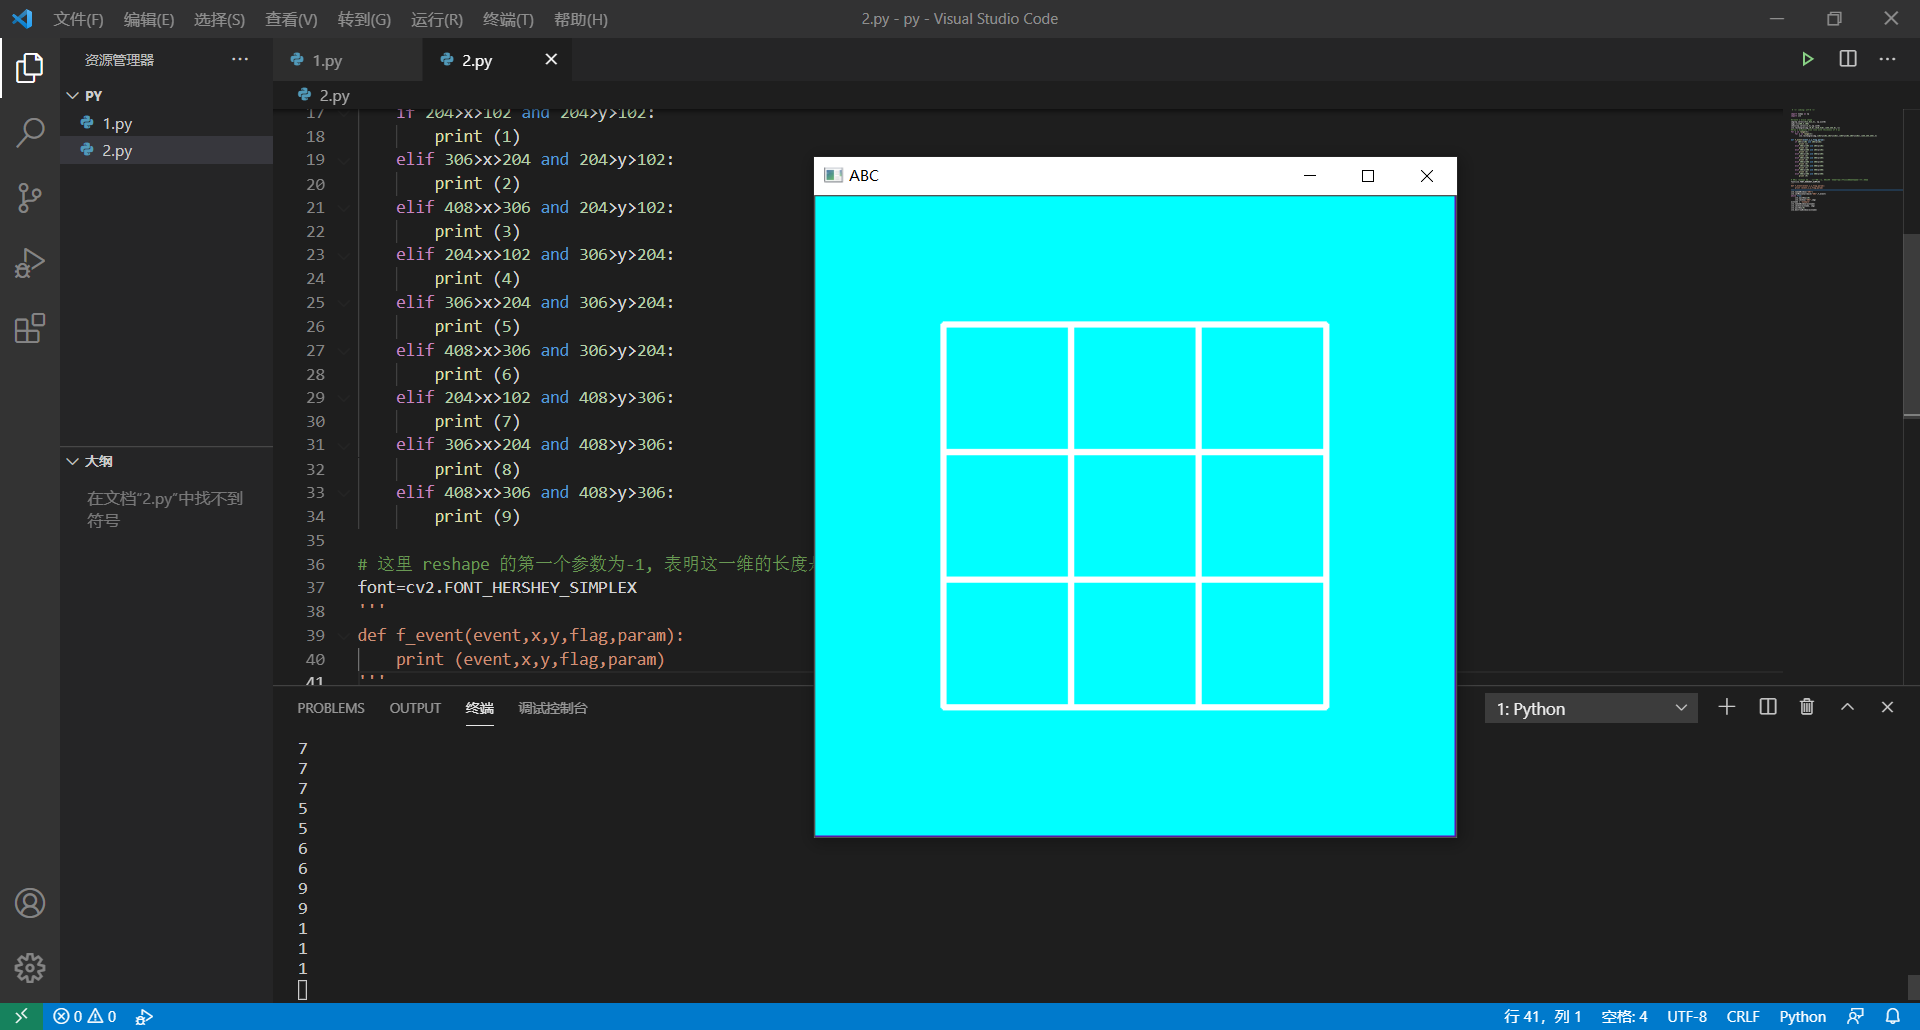 文件(F) 编辑(E) 选择(S) 查看(V) 转到(G) 运行(R) 终端(T) 帮助(H)
2.py - py - Visual Studio Code
资源管理器
PY
1.py
2.py
大纲
在文档"2.py"中找不到
符号
1.py
2.py
2.py
17 if 204>x>102 and 204>y>102:
18 print (1)
19 elif 306>x>204 and 204>y>102:
20 print (2)
21 elif 408>x>306 and 204>y>102:
22 print (3)
23 elif 204>x>102 and 306>y>204:
24 print (4)
25 elif 306>x>204 and 306>y>204:
26 print (5)
27 elif 408>x>306 and 306>y>204:
28 print (6)
29 elif 204>x>102 and 408>y>306:
30 print (7)
31 elif 306>x>204 and 408>y>306:
32 print (8)
33 elif 408>x>306 and 408>y>306:
34 print (9)
35
36 # 这里 reshape 的第一个参数为-1, 表明这一维的长度
37 font=cv2.FONT_HERSHEY_SIMPLEX
38 '''
39 def f_event(event,x,y,flag,param):
40 print (event,x,y,flag,param)
41 '''
ABC
PROBLEMS OUTPUT 终端 调试控制台
1: Python
7
7
7
5
5
6
6
9
9
1
1
1
0 0
行 41, 列 1 空格: 4 UTF-8 CRLF Python